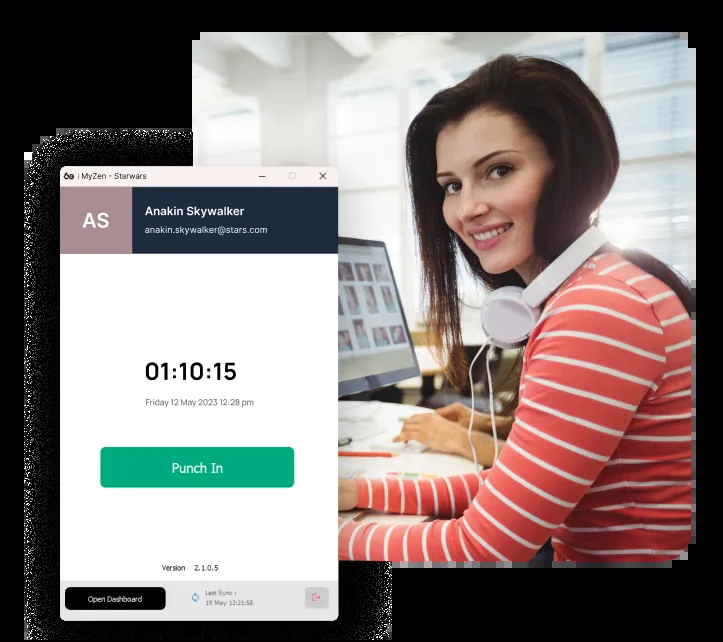 | MyZen - Starwars
AS
Anakin Skywalker
anakin.skywalker@stars.com
01:10:15
Friday 12 May 2023 12:28 pm
Punch In
Version 2.1.0.5
Open Dashboard
Last Sync :
19 May 12:21:58